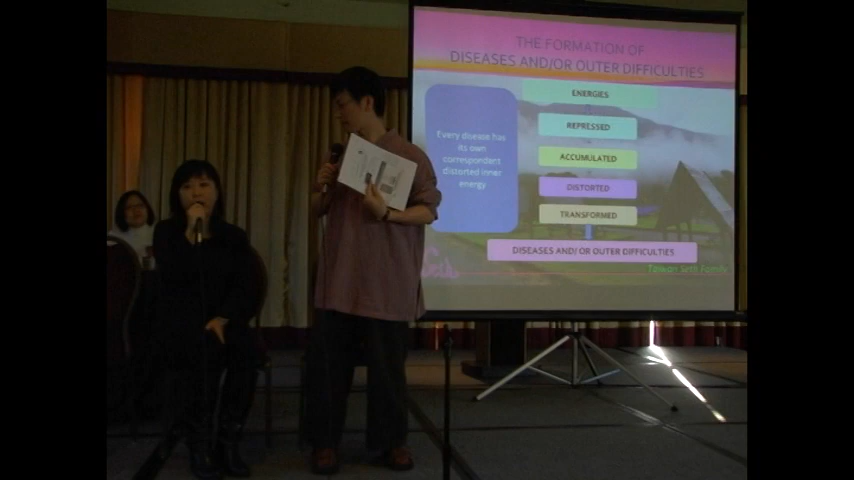 THE FORMATION OF
DISEASES AND/OR OUTER DIFFICULTIES
Every disease has
its own
correspondent
distorted inner
energy
ENERGIES
REPRESSED
ACCUMULATED
DISTORTED
TRANSFORMED
DISEASES AND/ OR OUTER DIFFICULTIES
Seth
Taiwan Seth Family